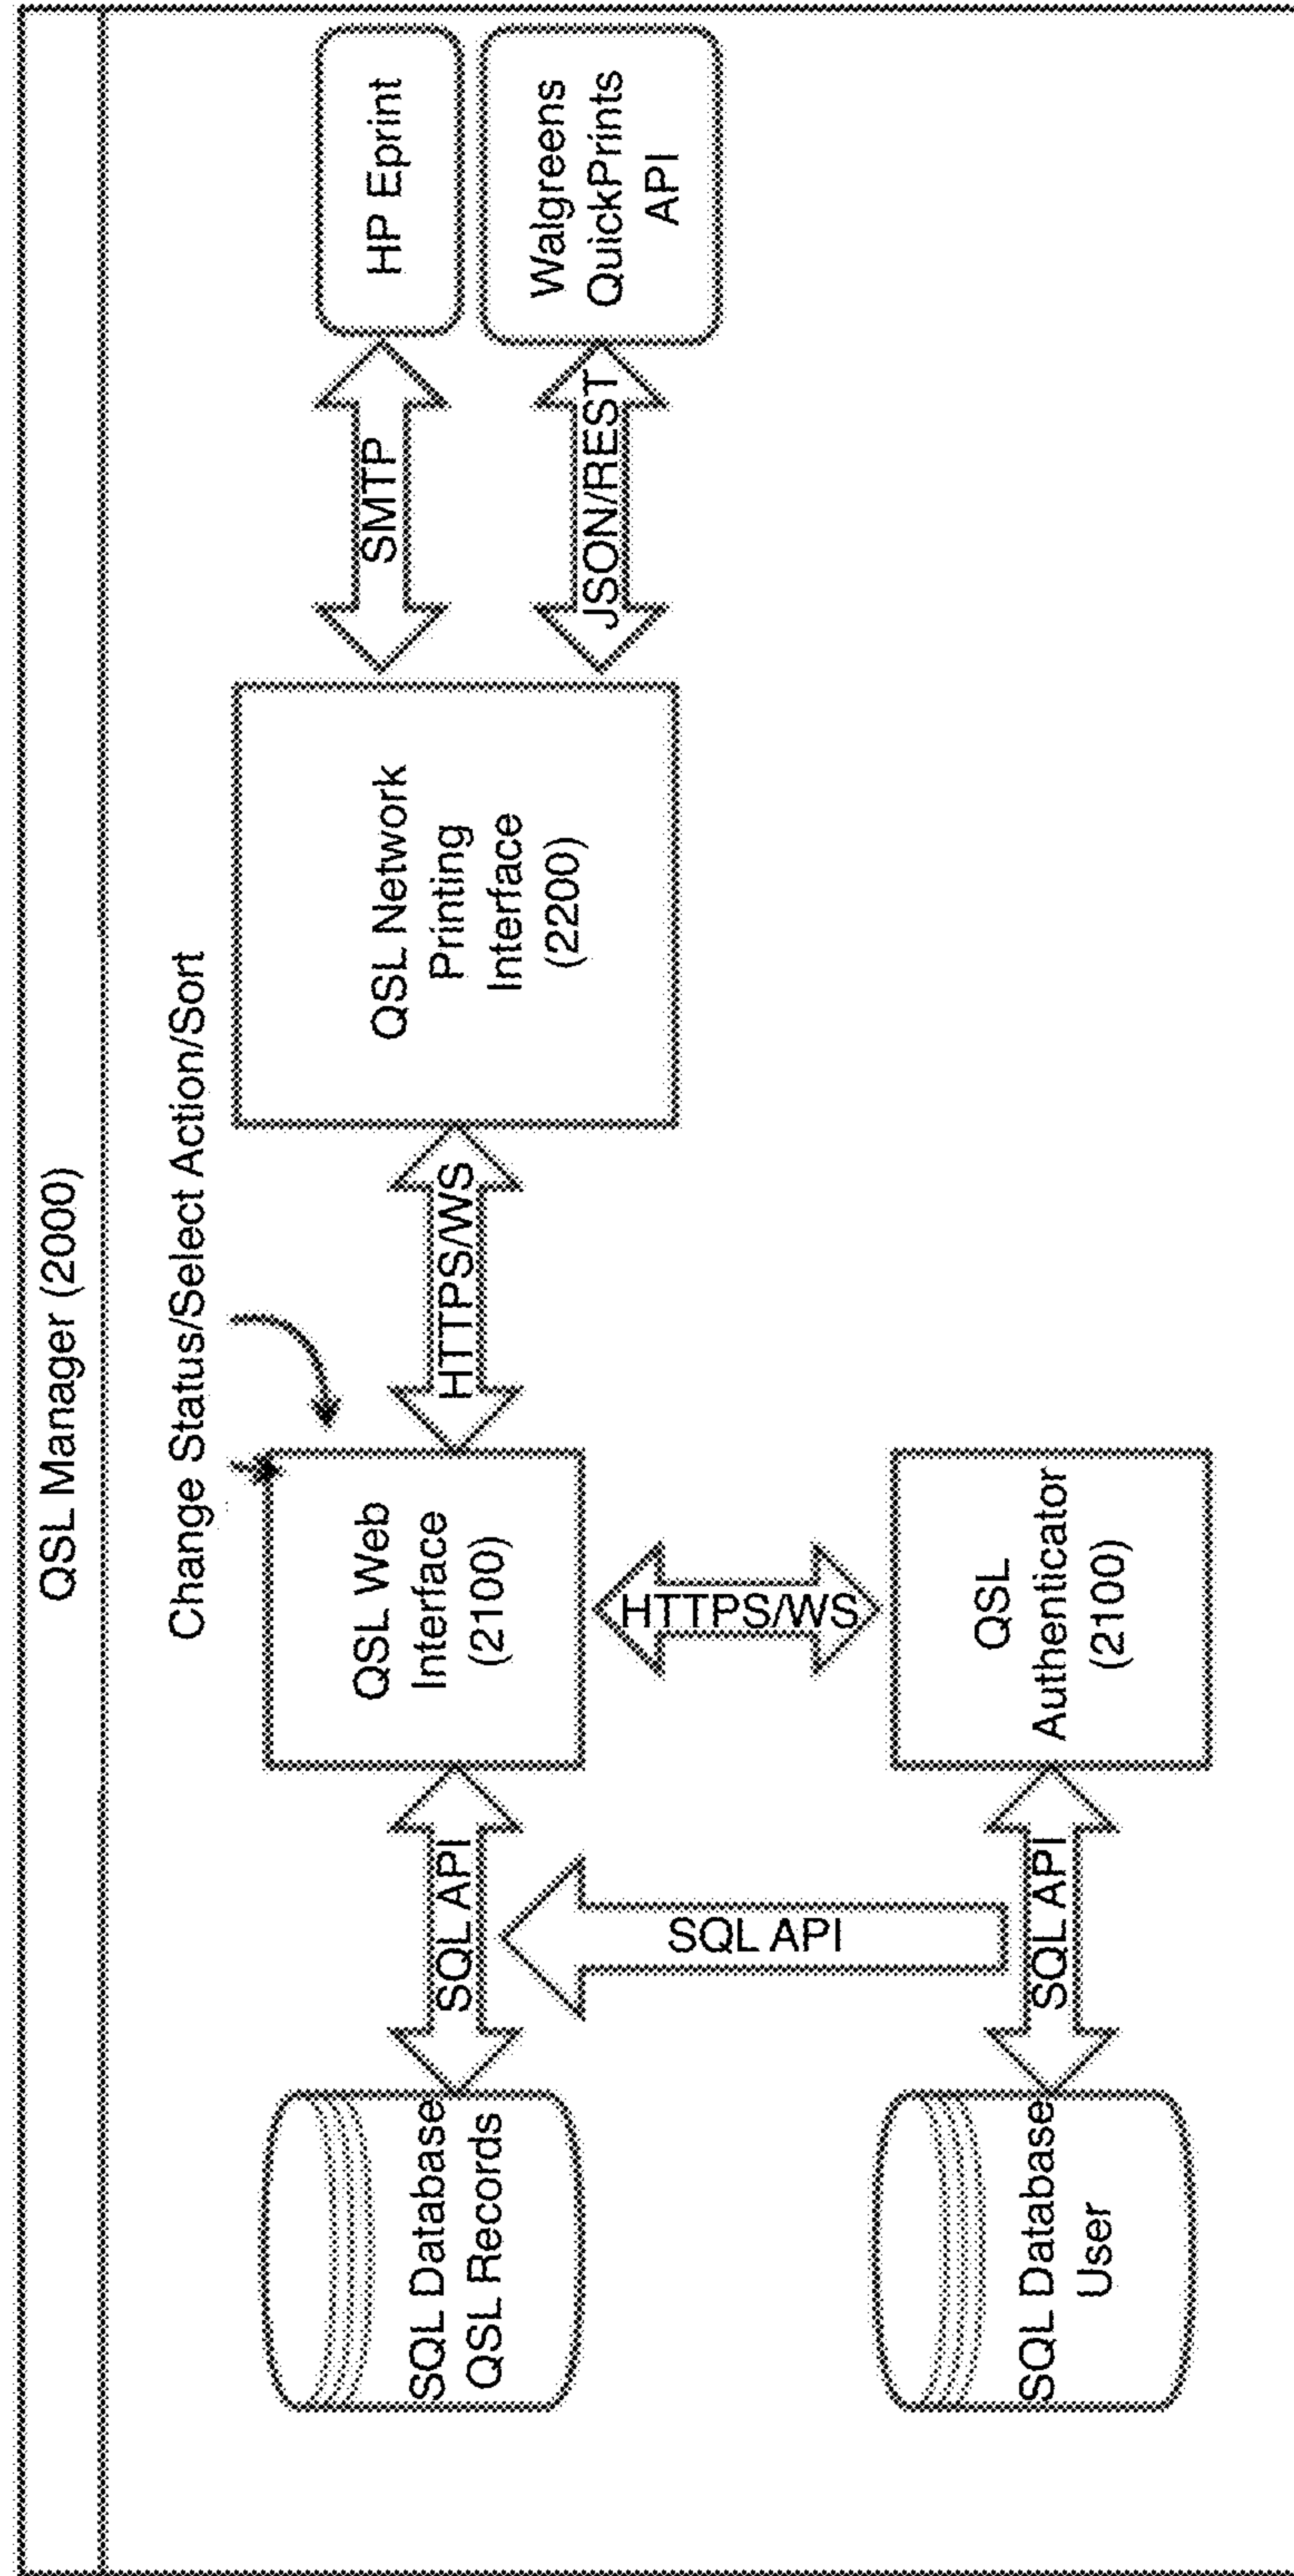 QSL Manager (2000)
Change Status/Select Action/Sort
SQL Database
QSL Records
SQL API
QSL Web
Interface
(2100)
HTTPS/WS
QSL Network
Printing
Interface
(2200)
SMTP
HP Eprint
JSON/REST
Walgreens
QuickPrints
API
SQL API
HTTPS/WS
SQL Database
User
SQL API
QSL
Authenticator
(2100)